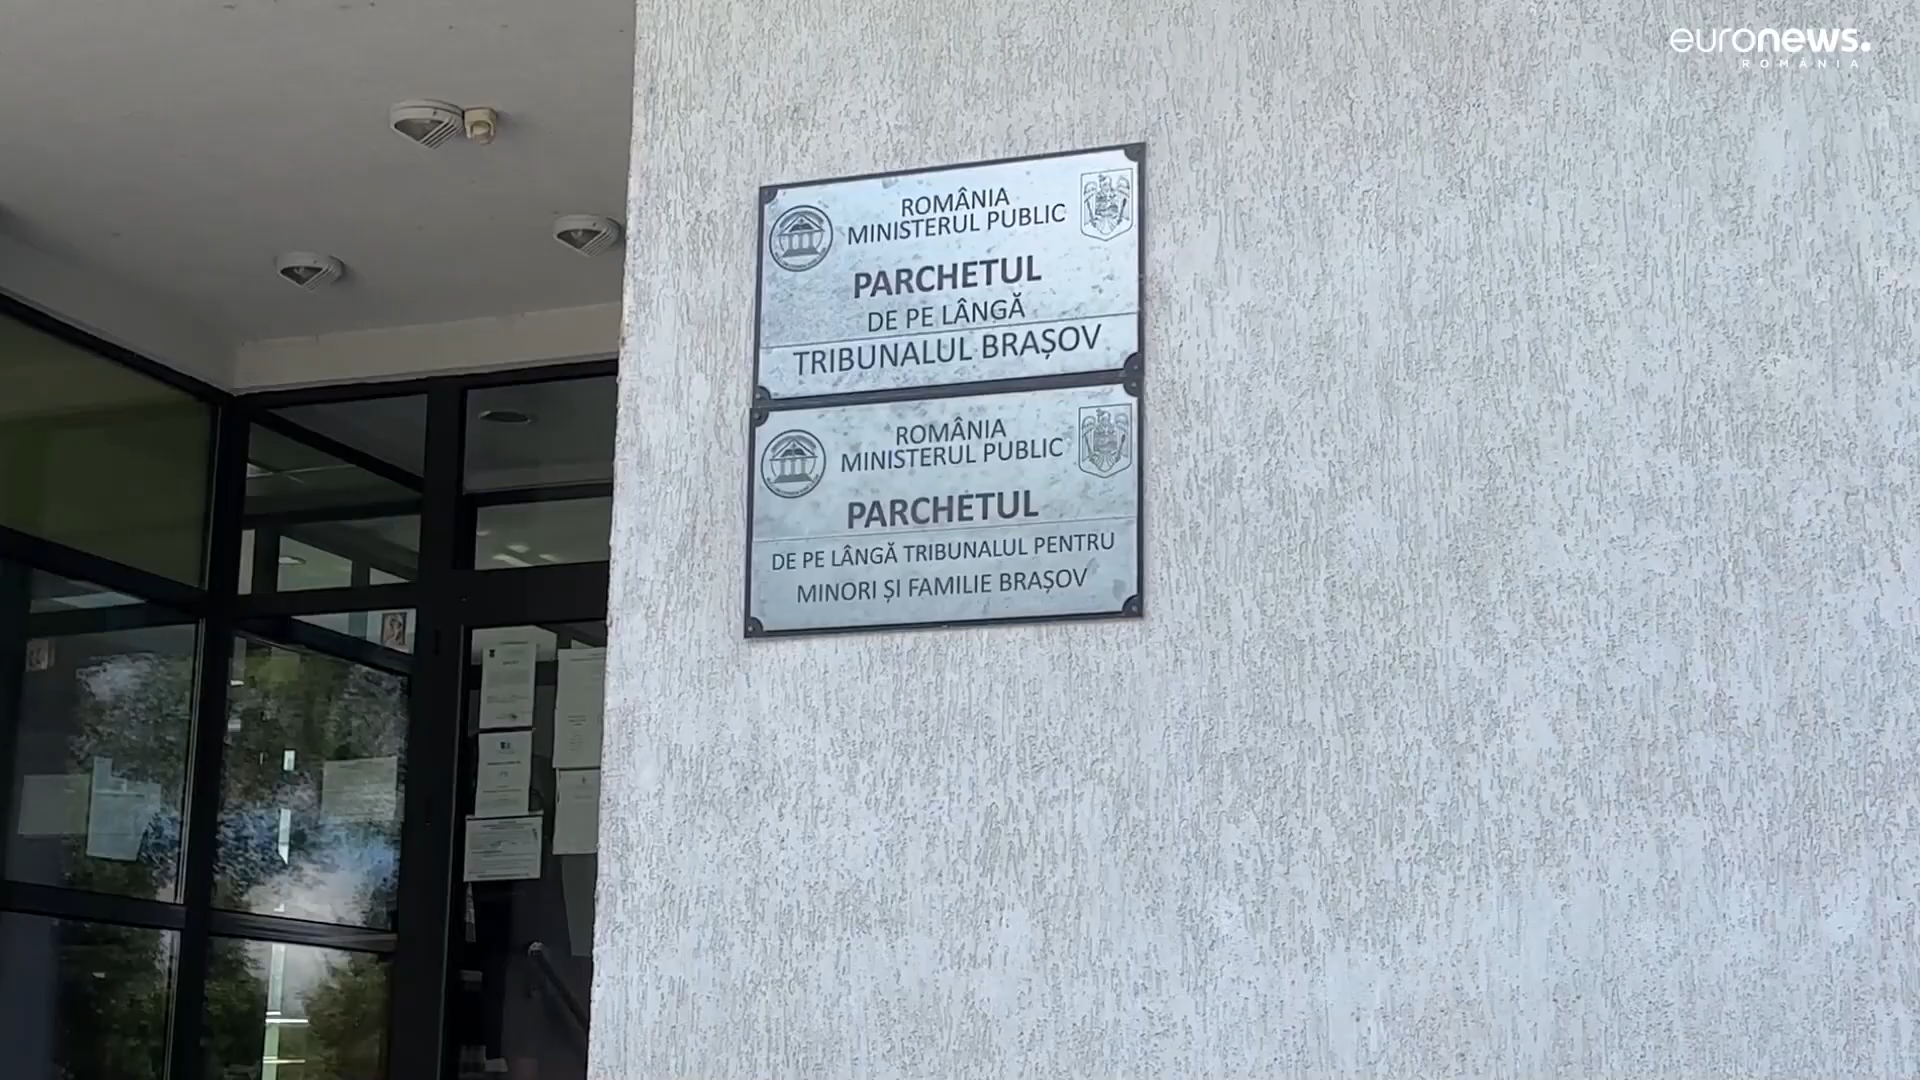 euronews.
ROMÂNIA
ROMÂNIA
MINISTERUL PUBLIC
PARCHETUL
DE PE LÂNGĂ
TRIBUNALUL BRAȘOV
ROMÂNIA
MINISTERUL PUBLIC
PARCHETUL
DE PE LÂNGĂ TRIBUNALUL PENTRU
MINORI ȘI FAMILIE BRAȘOV